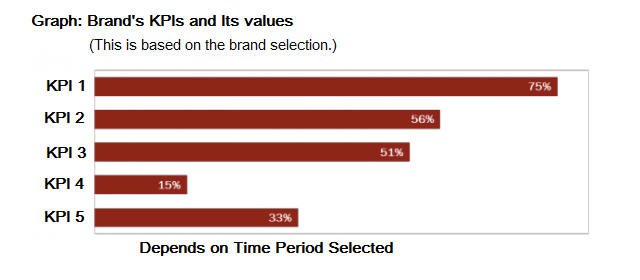 Graph: Brand's KPIs and Its values
(This is based on the brand selection.)
KPI 1 75%
KPI 2 56%
KPI 3 51%
KPI 4 15%
KPI 5 33%
Depends on Time Period Selected